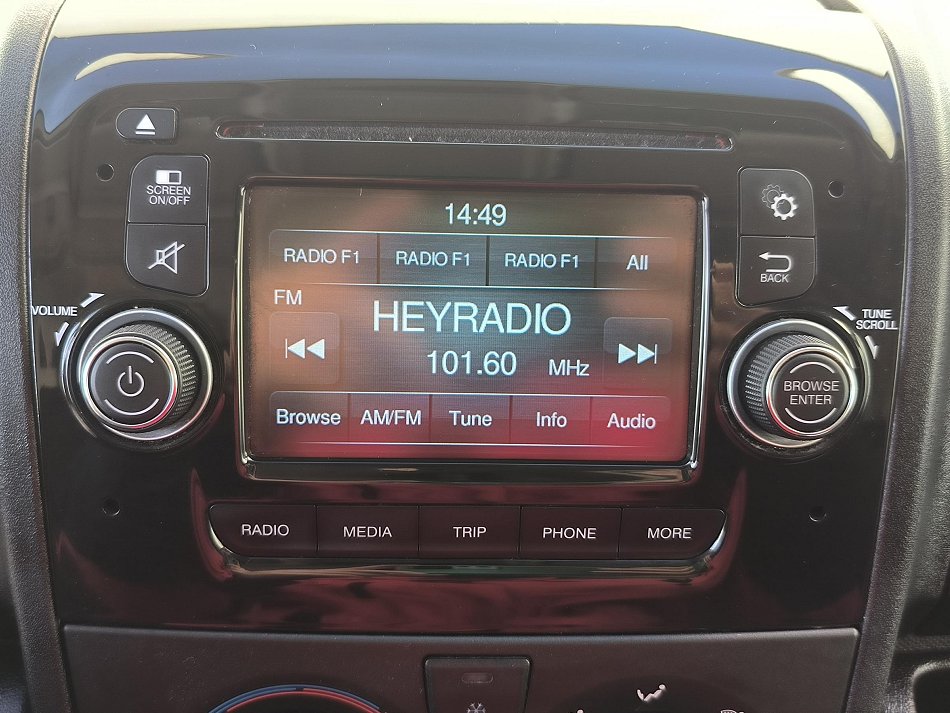 SCREEN
ON/OFF
14:49
RADIO F1 RADIO F1 RADIO F1 All
BACK
FM
HEYRADIO
101.60 MHz
VOLUME
TUNE
SCROLL
BROWSE
ENTER
Browse AM/FM Tune Info Audio
RADIO MEDIA TRIP PHONE MORE